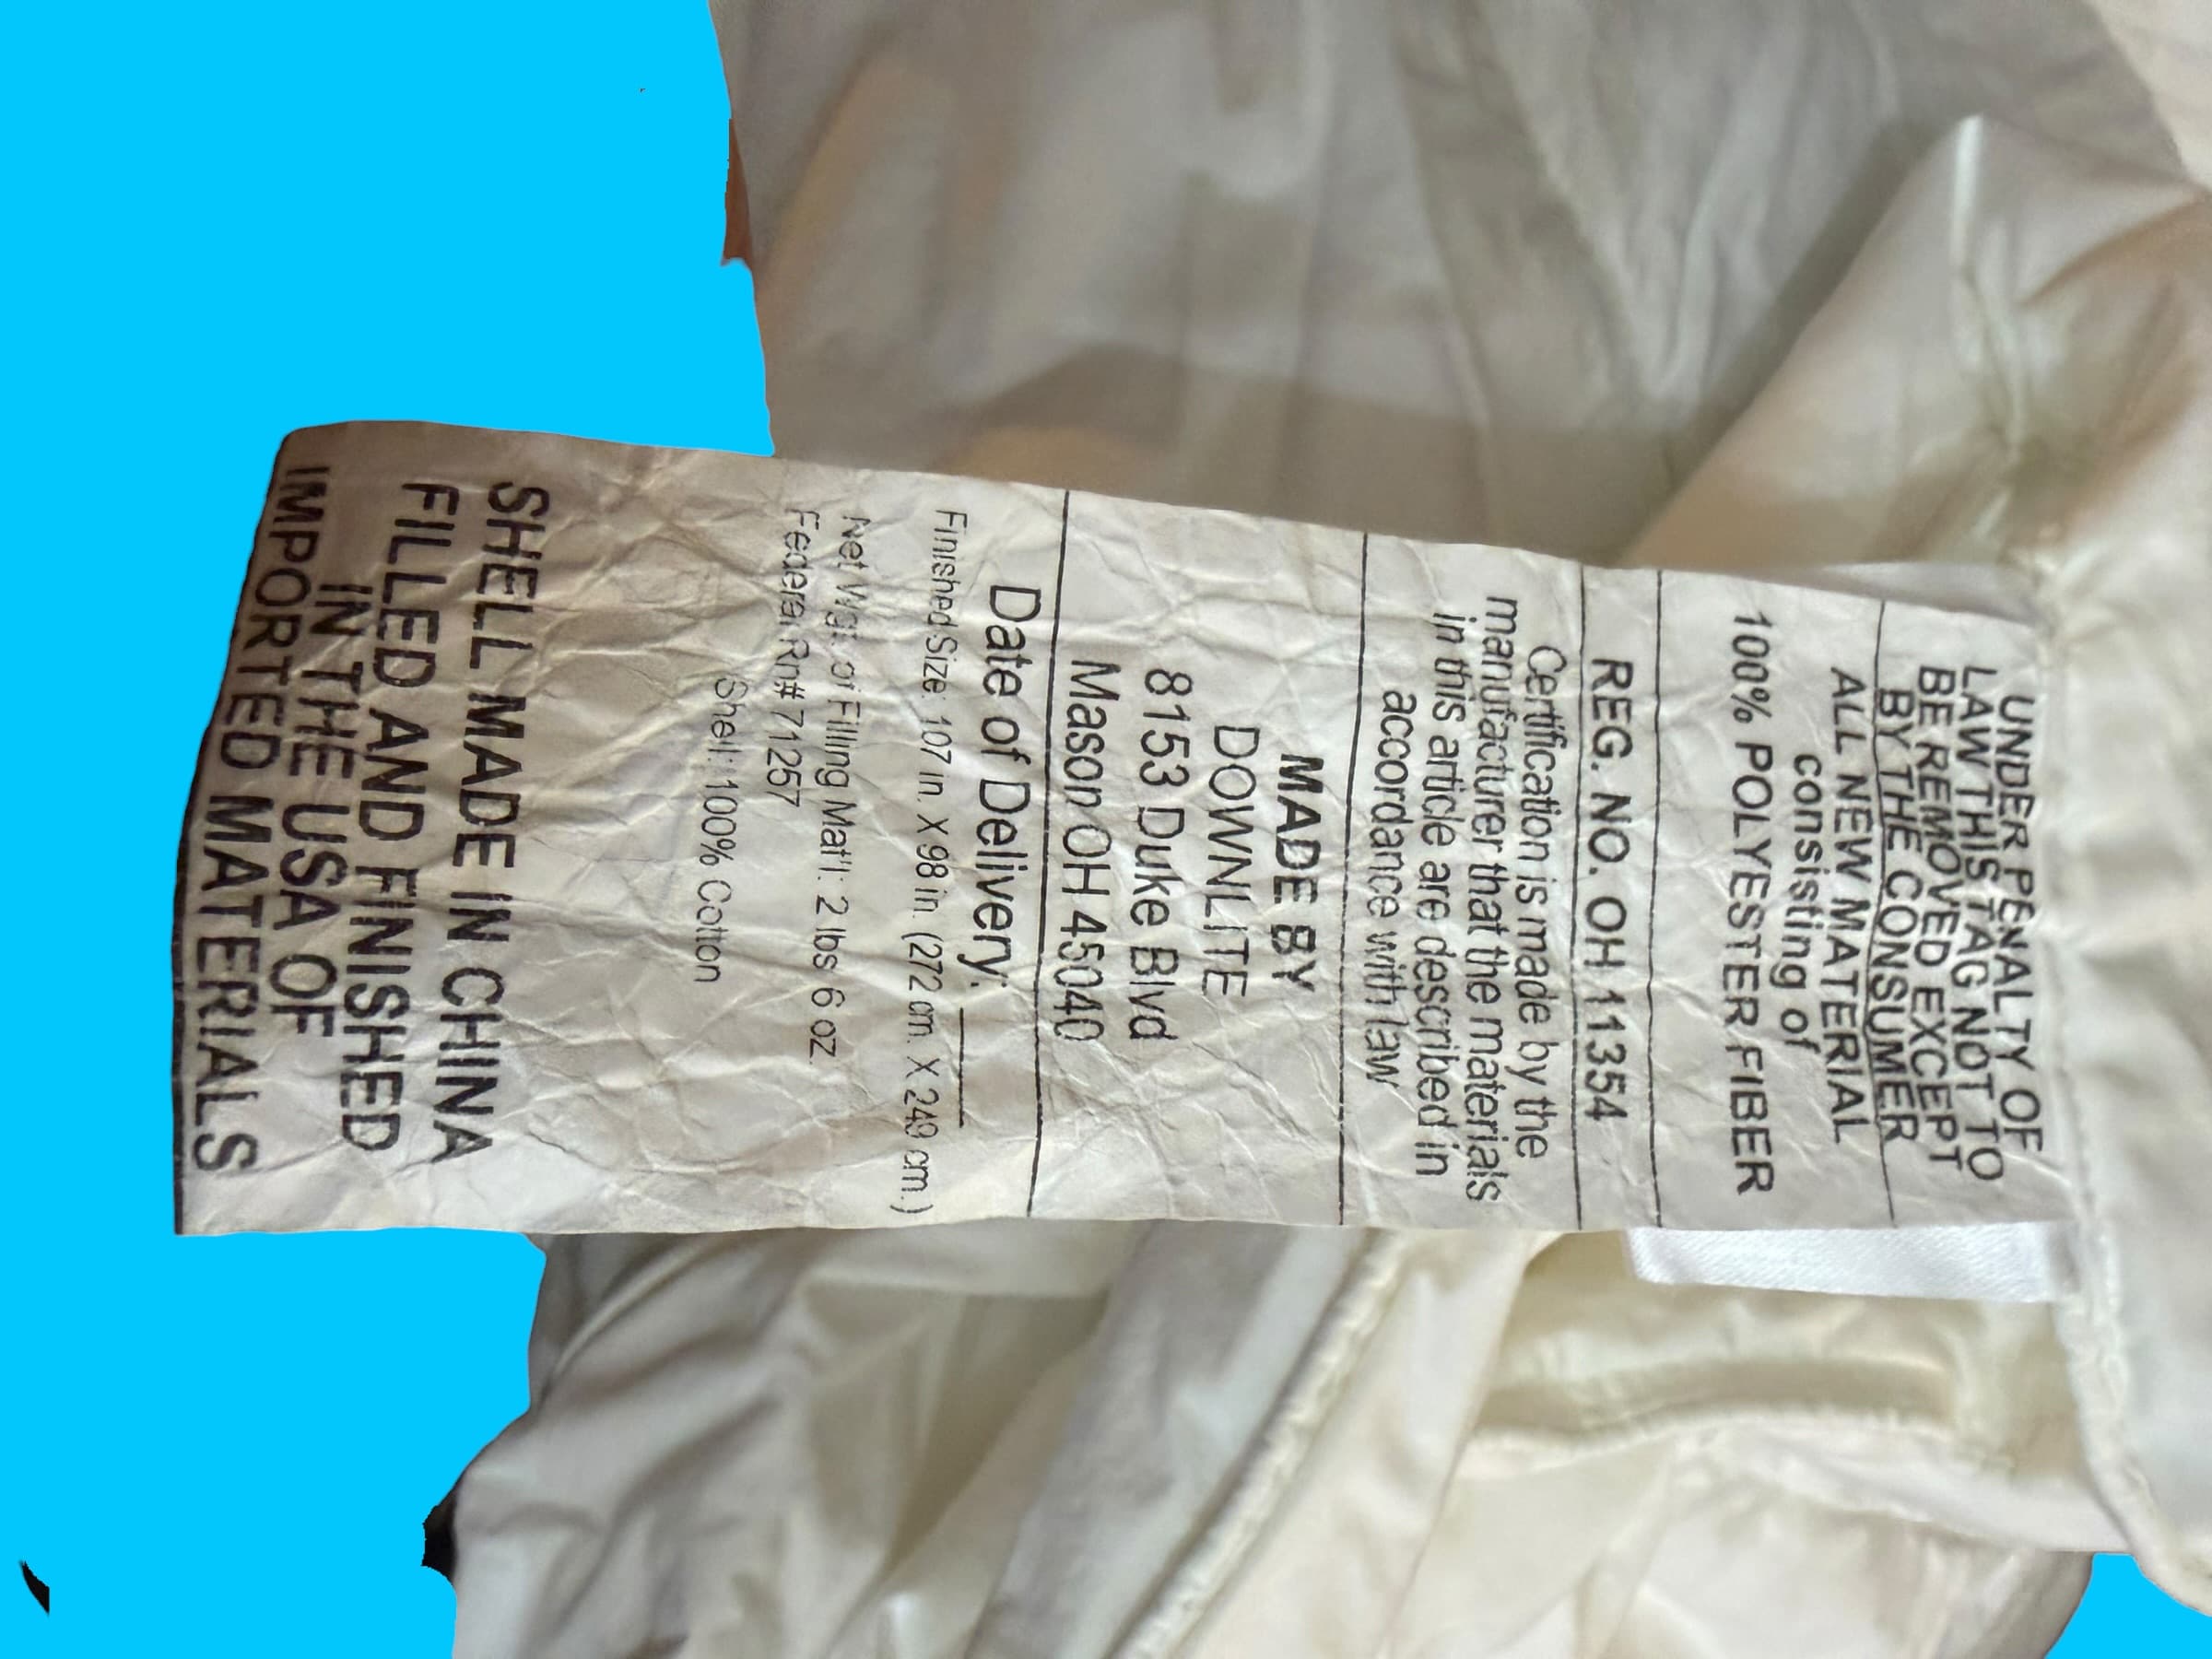 UNDER PENALTY OF
LAW THIS TAG NOT TO
BE REMOVED EXCEPT
BY THE CONSUMER
ALL NEW MATERIAL
consisting of
100% POLYESTER FIBER
REG. NO. OH 11354
Certification is made by the
manufacturer that the materials
in this article are described in
accordance with law
MADE BY
DOWNLITE
8153 Duke Blvd
Mason OH 45040
Date of Delivery:
Finished Size: 107 in. X 98 in. (272 cm. X 249 cm.)
Net Wgt. of Filling Mat'l: 2 lbs 6 oz.
Federal Rn# 71257
Shell: 100% Cotton
SHELL MADE IN CHINA
FILLED AND FINISHED
IN THE USA OF
IMPORTED MATERIALS